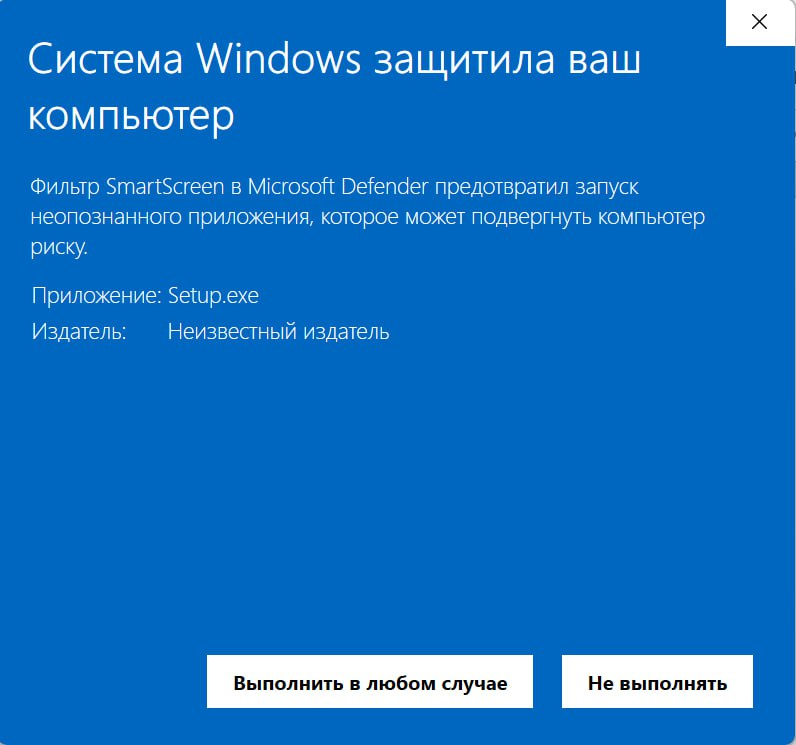 Система Windows защитила ваш
компьютер
Фильтр SmartScreen в Microsoft Defender предотвратил запуск
неопознанного приложения, которое может подвергнуть компьютер
риску.
Приложение: Setup.exe
Издатель: Неизвестный издатель
Выполнить в любом случае Не выполнять